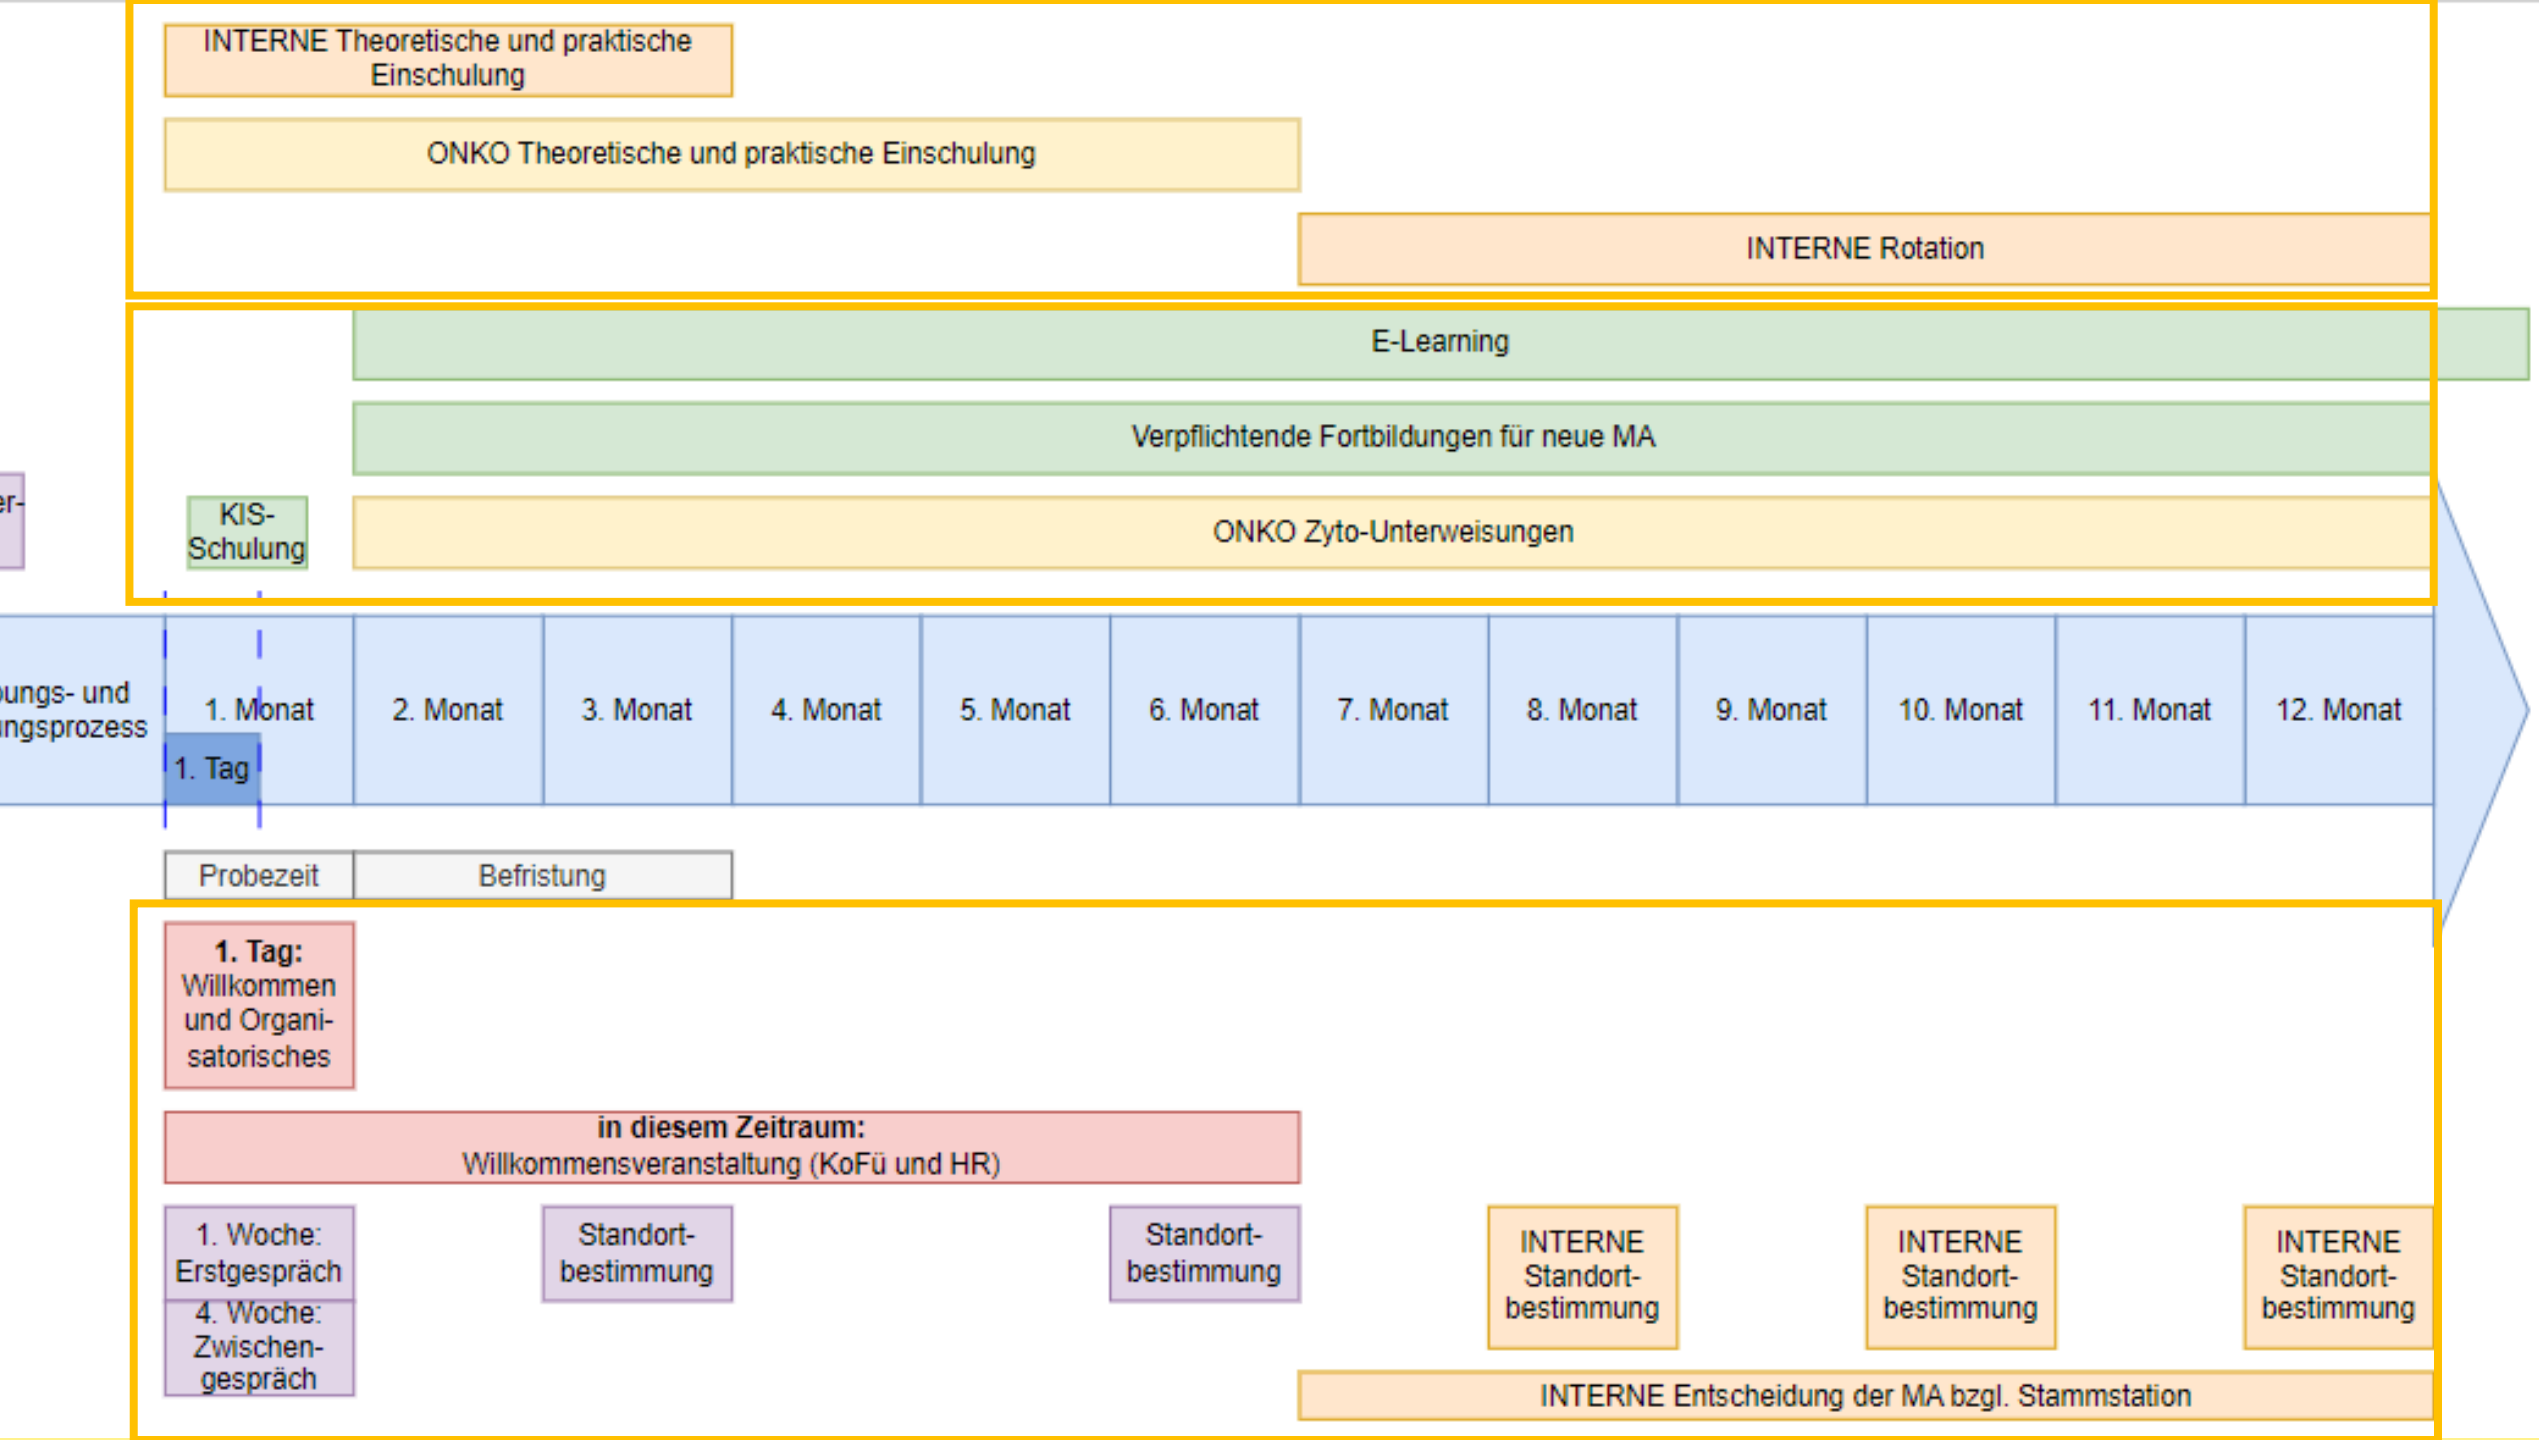 INTERNE Theoretische und praktische
Einschulung
ONKO Theoretische und praktische Einschulung
INTERNE Rotation
E-Learning
Verpflichtende Fortbildungen für neue MA
er-
KIS-
Schulung
ONKO Zyto-Unterweisungen
ungs- und
ungsprozess
1. Monat
2. Monat
3. Monat
4. Monat
5. Monat
6. Monat
7. Monat
8. Monat
9. Monat
10. Monat
11. Monat
12. Monat
1. Tag
Probezeit
Befristung
1. Tag:
Willkommen
und Organi-
satorisches
in diesem Zeitraum:
Willkommensveranstaltung (KoFü und HR)
1. Woche:
Erstgespräch
4. Woche:
Zwischen-
gespräch
Standort-
bestimmung
Standort-
bestimmung
INTERNE
Standort-
bestimmung
INTERNE
Standort-
bestimmung
INTERNE
Standort-
bestimmung
INTERNE Entscheidung der MA bzgl. Stammstation